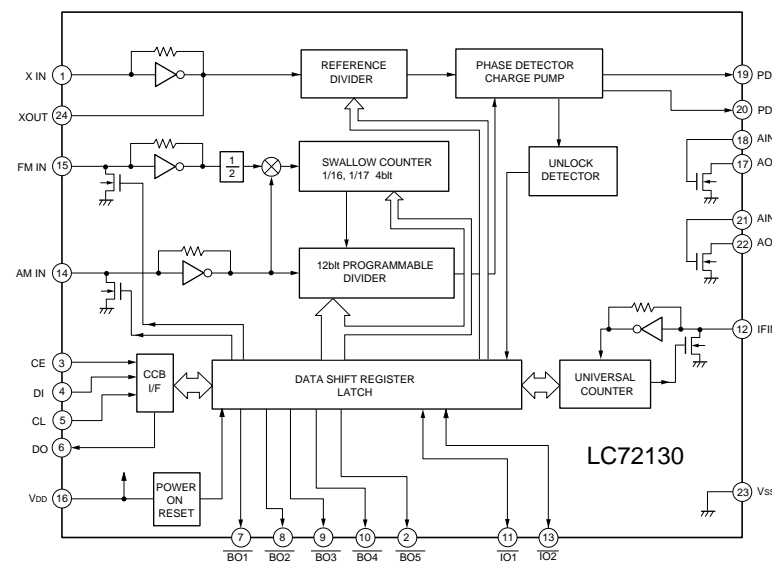 X IN 1
XOUT 24
FM IN 15
AM IN 14
CE 3
DI 4
CL 5
DO 6
VDD 16
REFERENCE
DIVIDER
PHASE DETECTOR
CHARGE PUMP
1
2
SWALLOW COUNTER
1/16, 1/17 4blt
UNLOCK
DETECTOR
12blt PROGRAMMABLE
DIVIDER
CCB
I/F
DATA SHIFT REGISTER
LATCH
UNIVERSAL
COUNTER
POWER
ON
RESET
LC72130
19 PD
20 PD
18 AIN
17 AO
21 AIN
22 AO
12 IFIN
23 VSS
7 8 9 10 2 11 13
BO1 BO2 BO3 BO4 BO5 IO1 IO2